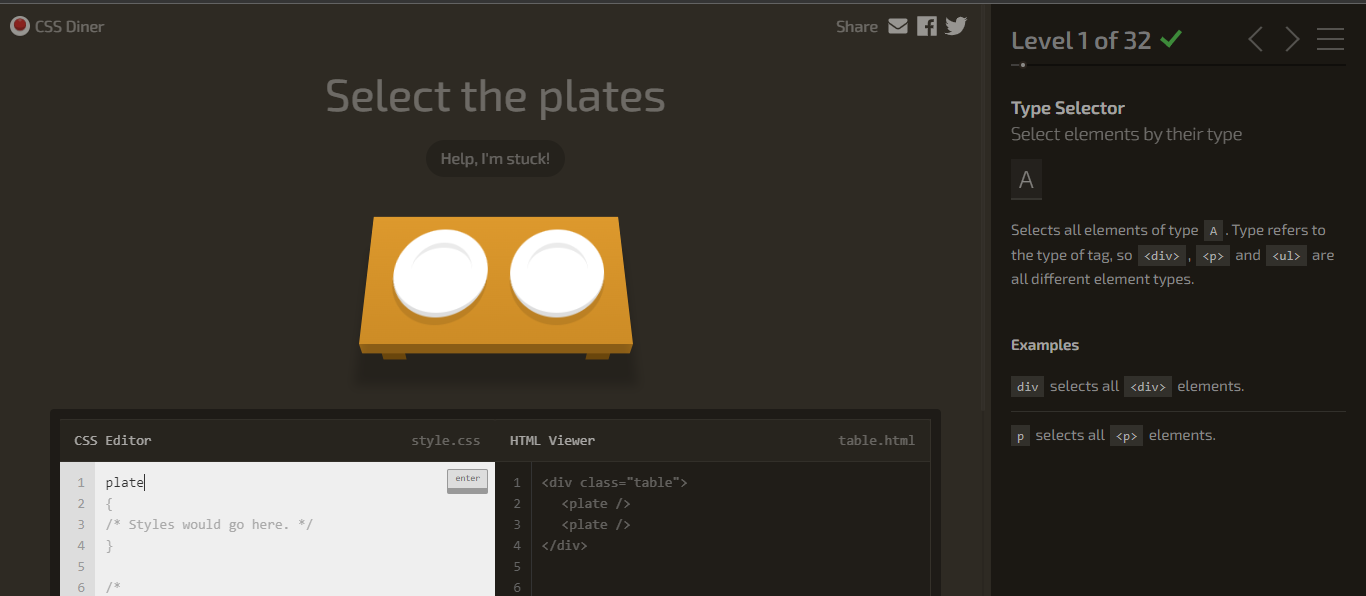 CSS Diner
Share
Select the plates
Help, I'm stuck!
CSS Editor style.css
1 plate enter
2 {
3 /* Styles would go here. */
4 }
5
6 /*
HTML Viewer table.html
1 <div class="table">
2 <plate />
3 <plate />
4 </div>
5
6
Level 1 of 32
Type Selector
Select elements by their type
A
Selects all elements of type A . Type refers to
the type of tag, so <div> , <p> and <ul> are
all different element types.
Examples
div selects all <div> elements.
p selects all <p> elements.